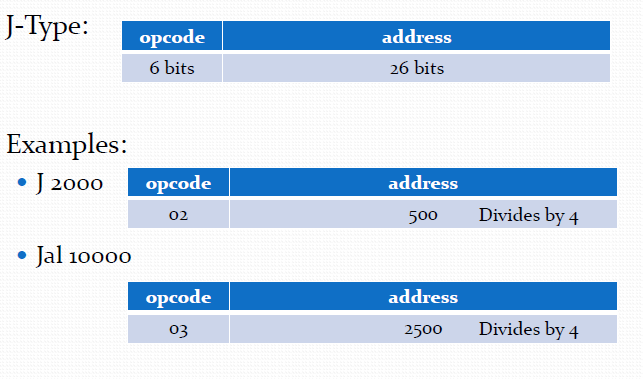 J-Type:
opcode address
6 bits 26 bits
Examples:
• J 2000
opcode address
02 500 Divides by 4
• Jal 10000
opcode address
03 2500 Divides by 4